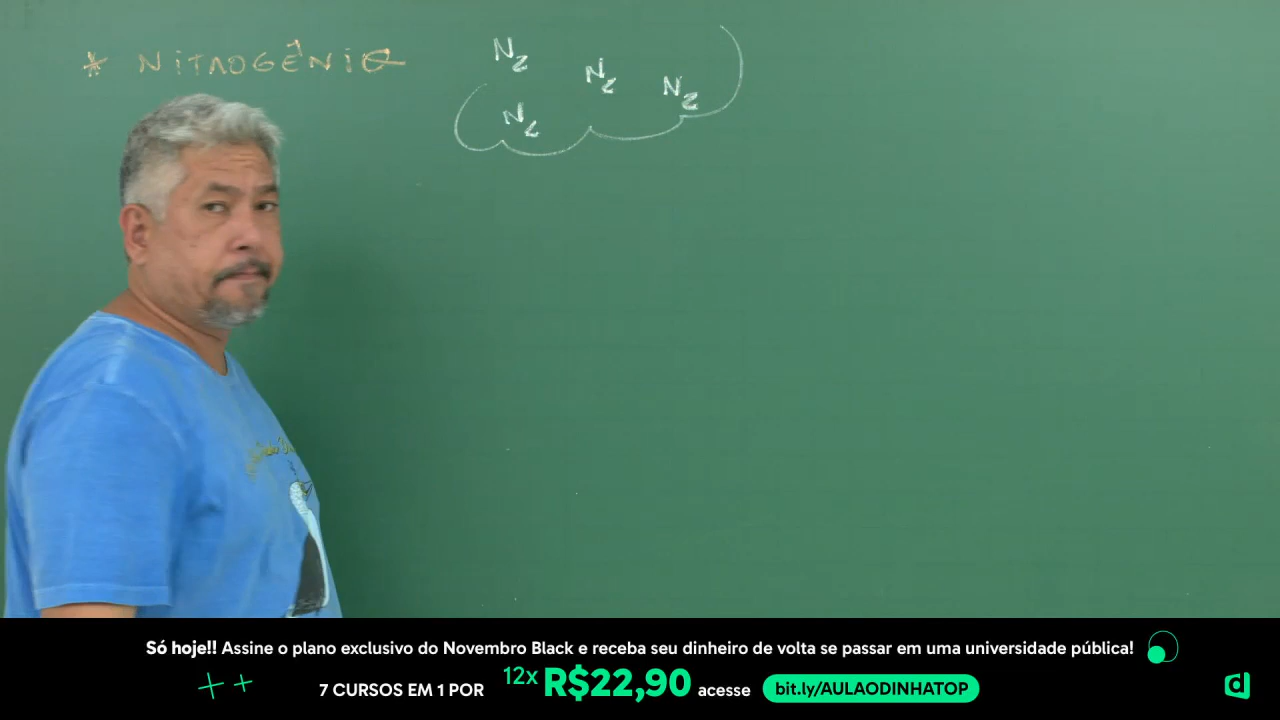 * NITROGÊNIO
N2
N2
N2
N2
Só hoje!! Assine o plano exclusivo do Novembro Black e receba seu dinheiro de volta se passar em uma universidade pública!
7 CURSOS EM 1 POR 12x R$22,90 acesse bit.ly/AULAODINHATOP
d